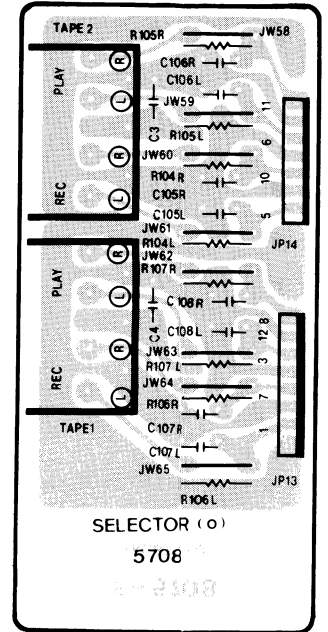 TAPE 2
R105R
JW58
C106R
C106L
PLAY
R
L
JW59
C3
R105L
11
6
JW60
REC
R
L
R104R
C105R
10
C105L
5
JW61
R104L
JP14
JW62
R107R
PLAY
R
L
C108R
C4
C108L
12 8
JW63
R107L
3
REC
R
L
JW64
R106R
7
C107R
1
TAPE1
C107L
JW65
JP13
R106L
SELECTOR (O)
5708